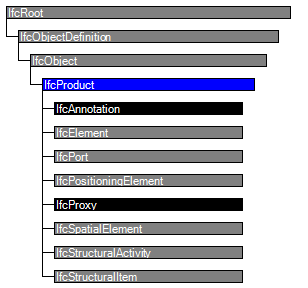 IfcRoot
IfcObjectDefinition
IfcObject
IfcProduct
IfcAnnotation
IfcElement
IfcPort
IfcPositioningElement
IfcProxy
IfcSpatialElement
IfcStructuralActivity
IfcStructuralItem